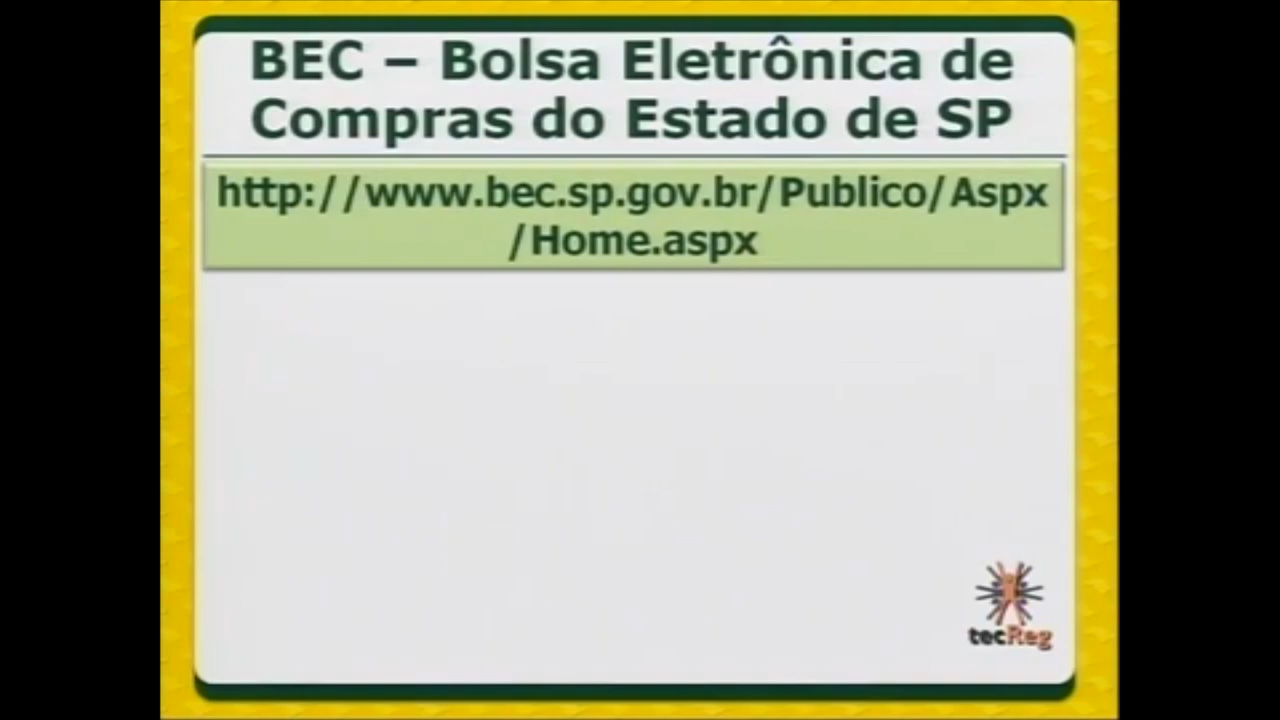 BEC – Bolsa Eletrônica de
Compras do Estado de SP
http://www.bec.sp.gov.br/Publico/Aspx
/Home.aspx
tecReg